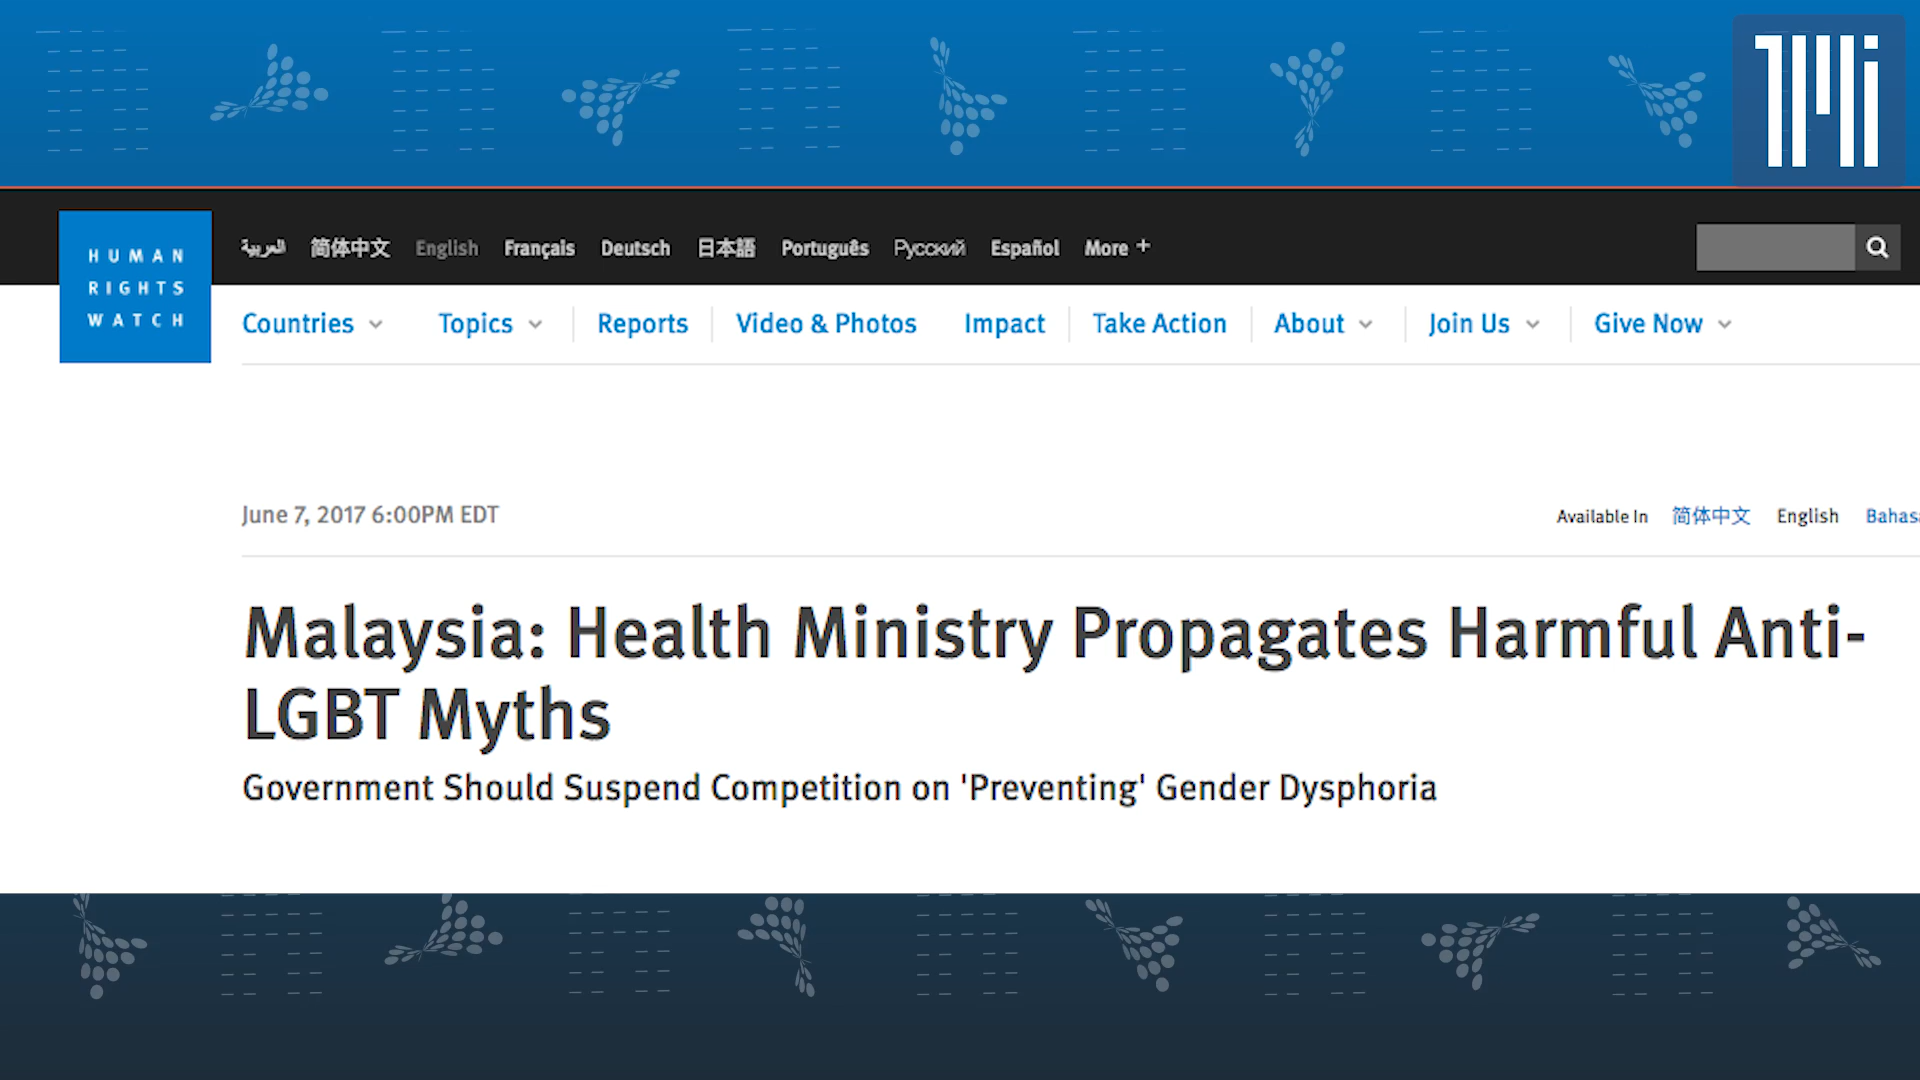 1Mi
العربية 简体中文 English Français Deutsch 日本語 Português Русский Español More +
HUMAN
RIGHTS
WATCH
Countries Topics Reports Video & Photos Impact Take Action About Join Us Give Now
June 7, 2017 6:00PM EDT
Available In 简体中文 English Bahas
Malaysia: Health Ministry Propagates Harmful Anti-
LGBT Myths
Government Should Suspend Competition on 'Preventing' Gender Dysphoria